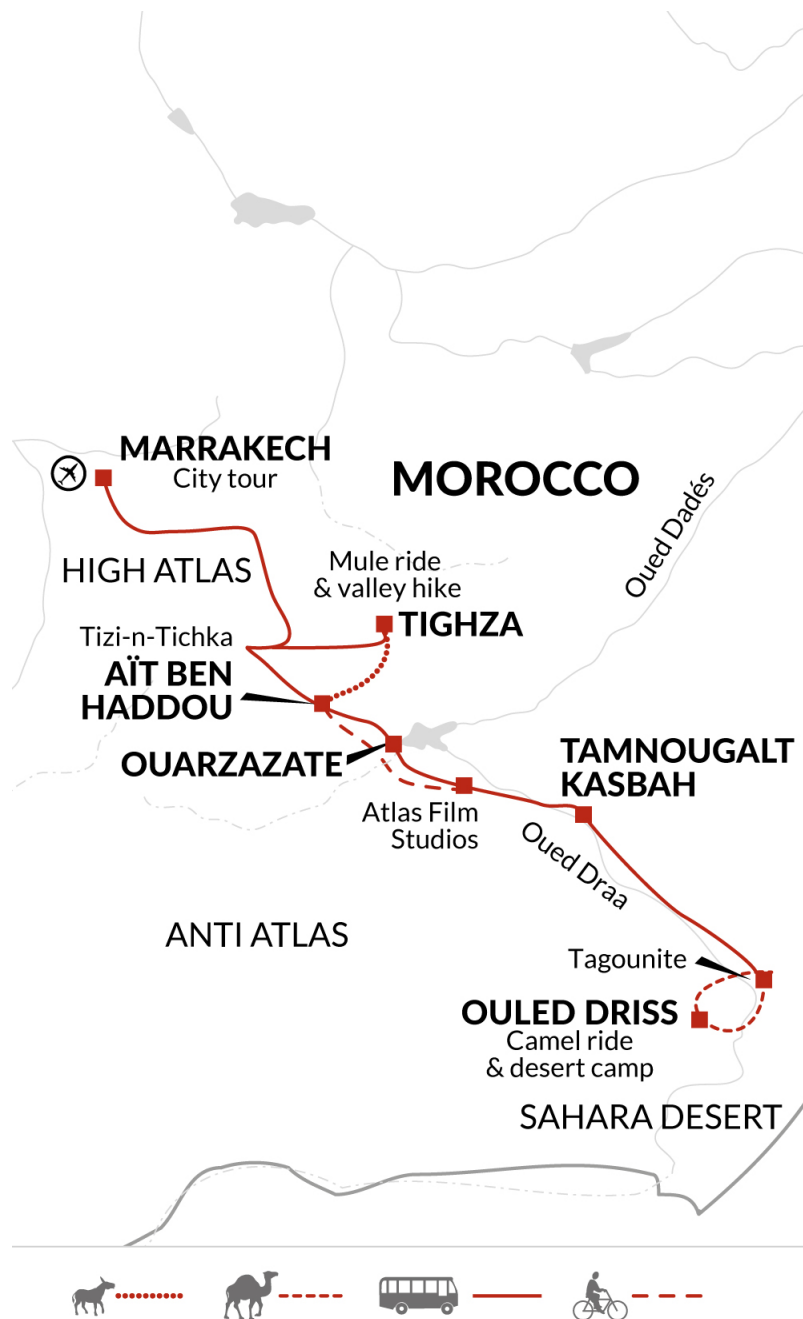 MARRAKECH
City tour
MOROCCO
Oued Dadés
HIGH ATLAS
Mule ride
& valley hike
TIGHZA
Tizi-n-Tichka
AÏT BEN
HADDOU
OUARZAZATE
TAMNOUGALT
KASBAH
Atlas Film
Studios
Oued Draa
ANTI ATLAS
Tagounite
OULED DRISS
Camel ride
& desert camp
SAHARA DESERT